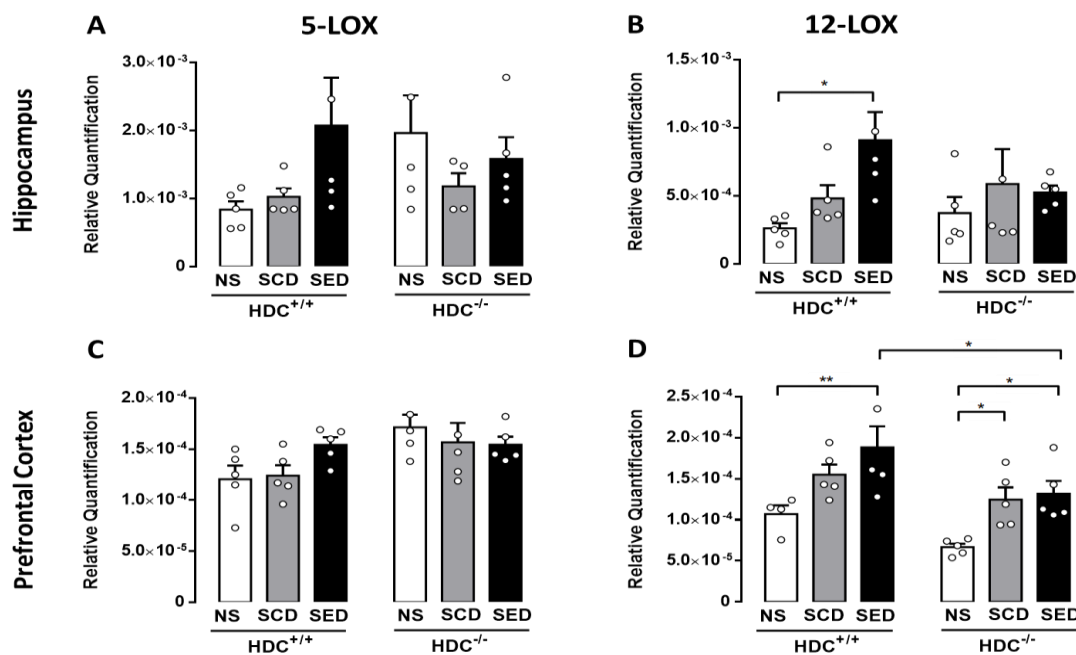 A
5-LOX
B
12-LOX
Hippocampus
Relative Quantification
3.0×10⁻³
2.0×10⁻³
1.0×10⁻³
0
NS SCD SED NS SCD SED
HDC⁺/⁺ HDC⁻/⁻
Relative Quantification
1.5×10⁻³
1.0×10⁻³
5.0×10⁻⁴
0
*
NS SCD SED NS SCD SED
HDC⁺/⁺ HDC⁻/⁻
C
D
Prefrontal Cortex
Relative Quantification
2.0×10⁻⁴
1.5×10⁻⁴
1.0×10⁻⁴
5.0×10⁻⁵
0
NS SCD SED NS SCD SED
HDC⁺/⁺ HDC⁻/⁻
Relative Quantification
2.5×10⁻⁴
2.0×10⁻⁴
1.5×10⁻⁴
1.0×10⁻⁴
5.0×10⁻⁵
0
*
** *
*
NS SCD SED NS SCD SED
HDC⁺/⁺ HDC⁻/⁻